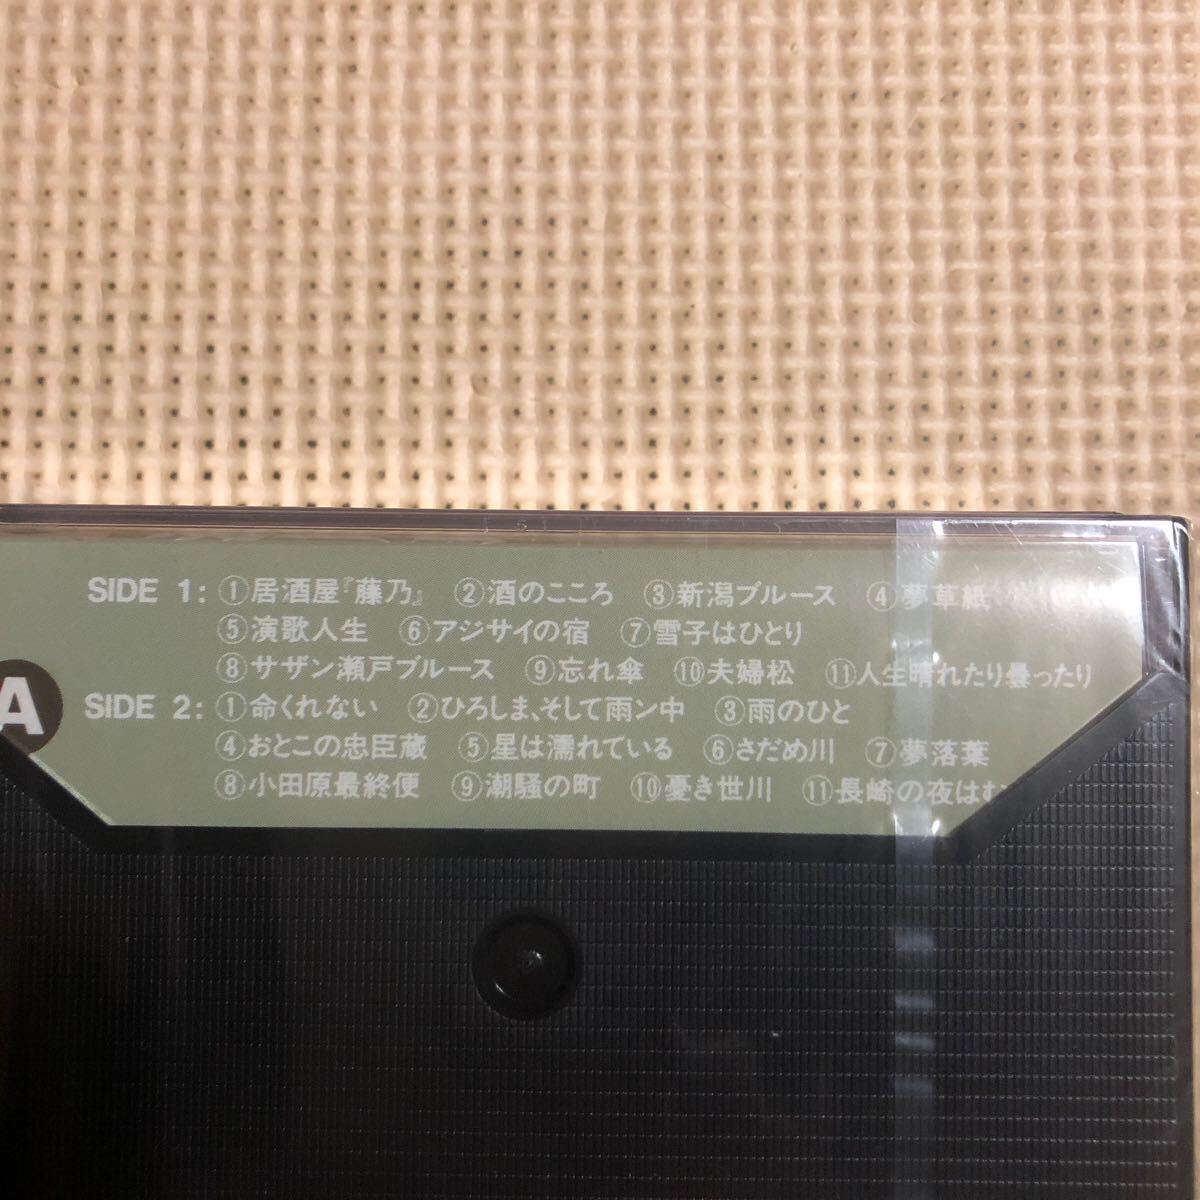 SIDE 1: ①居酒屋『藤乃』 ②酒のこころ ③新潟ブルース ④夢草紙
⑤演歌人生 ⑥アジサイの宿 ⑦雪子はひとり
⑧サザン瀬戸ブルース ⑨忘れ傘 ⑩夫婦松 ⑪人生晴れたり曇ったり
A
SIDE 2: ①命くれない ②ひろしま、そして雨ン中 ③雨のひと
④おとこの忠臣蔵 ⑤星は濡れている ⑥さだめ川 ⑦夢落葉
⑧小田原最終便 ⑨潮騒の町 ⑩憂き世川 ⑪長崎の夜はむ